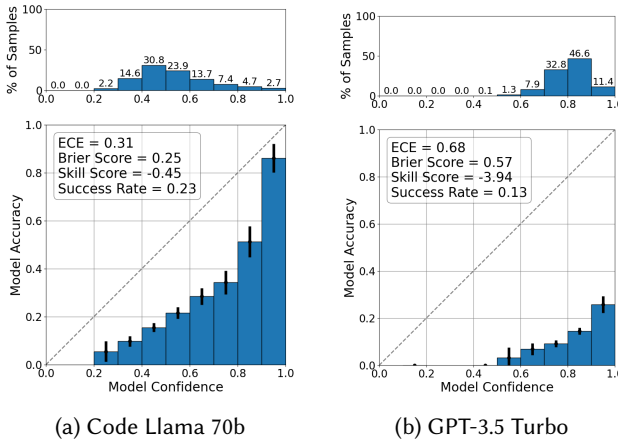 100
50
0
% of Samples
0.0 0.0 2.2 14.6 30.8 23.9 13.7 7.4 4.7 2.7
0.0 0.2 0.4 0.6 0.8 1.0
1.0
0.8
0.6
0.4
0.2
0.0
Model Accuracy
ECE = 0.31
Brier Score = 0.25
Skill Score = -0.45
Success Rate = 0.23
0.0 0.2 0.4 0.6 0.8 1.0
Model Confidence
(a) Code Llama 70b
100
50
0
% of Samples
0.0 0.0 0.0 0.0 0.1 1.3 7.9 32.8 46.6 11.4
0.0 0.2 0.4 0.6 0.8 1.0
1.0
0.8
0.6
0.4
0.2
0.0
Model Accuracy
ECE = 0.68
Brier Score = 0.57
Skill Score = -3.94
Success Rate = 0.13
0.0 0.2 0.4 0.6 0.8 1.0
Model Confidence
(b) GPT-3.5 Turbo